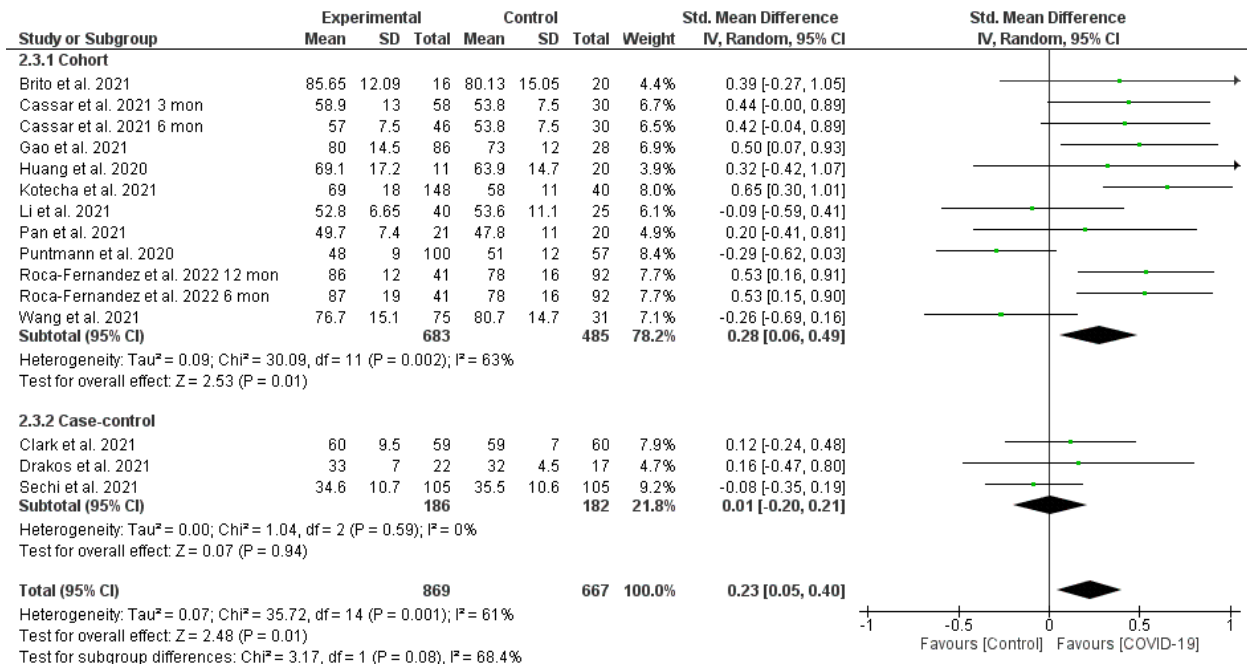 Experimental Control Std. Mean Difference Std. Mean Difference
Study or Subgroup Mean SD Total Mean SD Total Weight IV, Random, 95% CI IV, Random, 95% CI
2.3.1 Cohort
Brito et al. 2021 85.65 12.09 16 80.13 15.05 20 4.4% 0.39 [-0.27, 1.05]
Cassar et al. 2021 3 mon 58.9 13 58 53.8 7.5 30 6.7% 0.44 [-0.00, 0.89]
Cassar et al. 2021 6 mon 57 7.5 46 53.8 7.5 30 6.5% 0.42 [-0.04, 0.89]
Gao et al. 2021 80 14.5 86 73 12 28 6.9% 0.50 [0.07, 0.93]
Huang et al. 2020 69.1 17.2 11 63.9 14.7 20 3.7% 0.32 [-0.42, 1.07]
Kotecha et al. 2021 69 18 148 58 11 40 8.0% 0.65 [0.30, 1.01]
Li et al. 2021 52.8 6.65 40 53.6 11.1 25 6.1% -0.09 [-0.59, 0.41]
Pan et al. 2021 49.7 7.4 21 47.8 11 20 4.9% 0.20 [-0.41, 0.81]
Puntmann et al. 2020 48 9 100 51 12 57 8.4% -0.29 [-0.62, 0.03]
Roca-Fernandez et al. 2022 12 mon 86 12 41 78 16 92 7.7% 0.53 [0.16, 0.91]
Roca-Fernandez et al. 2022 6 mon 87 19 41 78 16 92 7.7% 0.53 [0.15, 0.90]
Wang et al. 2021 76.7 15.1 75 80.7 14.7 31 7.1% -0.26 [-0.69, 0.16]
Subtotal (95% CI) 683 485 78.2% 0.28 [0.06, 0.49]
Heterogeneity: Tau² = 0.09; Chi² = 30.09, df = 11 (P = 0.002); I² = 63%
Test for overall effect: Z = 2.53 (P = 0.01)
2.3.2 Case-control
Clark et al. 2021 60 9.5 59 59 7 60 7.9% 0.12 [-0.24, 0.48]
Drakos et al. 2021 33 7 22 32 4.5 17 4.7% 0.16 [-0.47, 0.80]
Sechi et al. 2021 34.6 10.7 105 35.5 10.6 105 9.2% -0.08 [-0.35, 0.19]
Subtotal (95% CI) 186 182 21.8% 0.01 [-0.20, 0.21]
Heterogeneity: Tau² = 0.00; Chi² = 1.04, df = 2 (P = 0.59); I² = 0%
Test for overall effect: Z = 0.07 (P = 0.94)
Total (95% CI) 869 667 100.0% 0.23 [0.05, 0.40]
Heterogeneity: Tau² = 0.07; Chi² = 35.72, df = 14 (P = 0.001); I² = 61%
Test for overall effect: Z = 2.48 (P = 0.01)
Test for subgroup differences: Chi² = 3.17, df = 1 (P = 0.08), I² = 68.4%
-1 -0.5 0 0.5 1
Favours [Control] Favours [COVID-19]